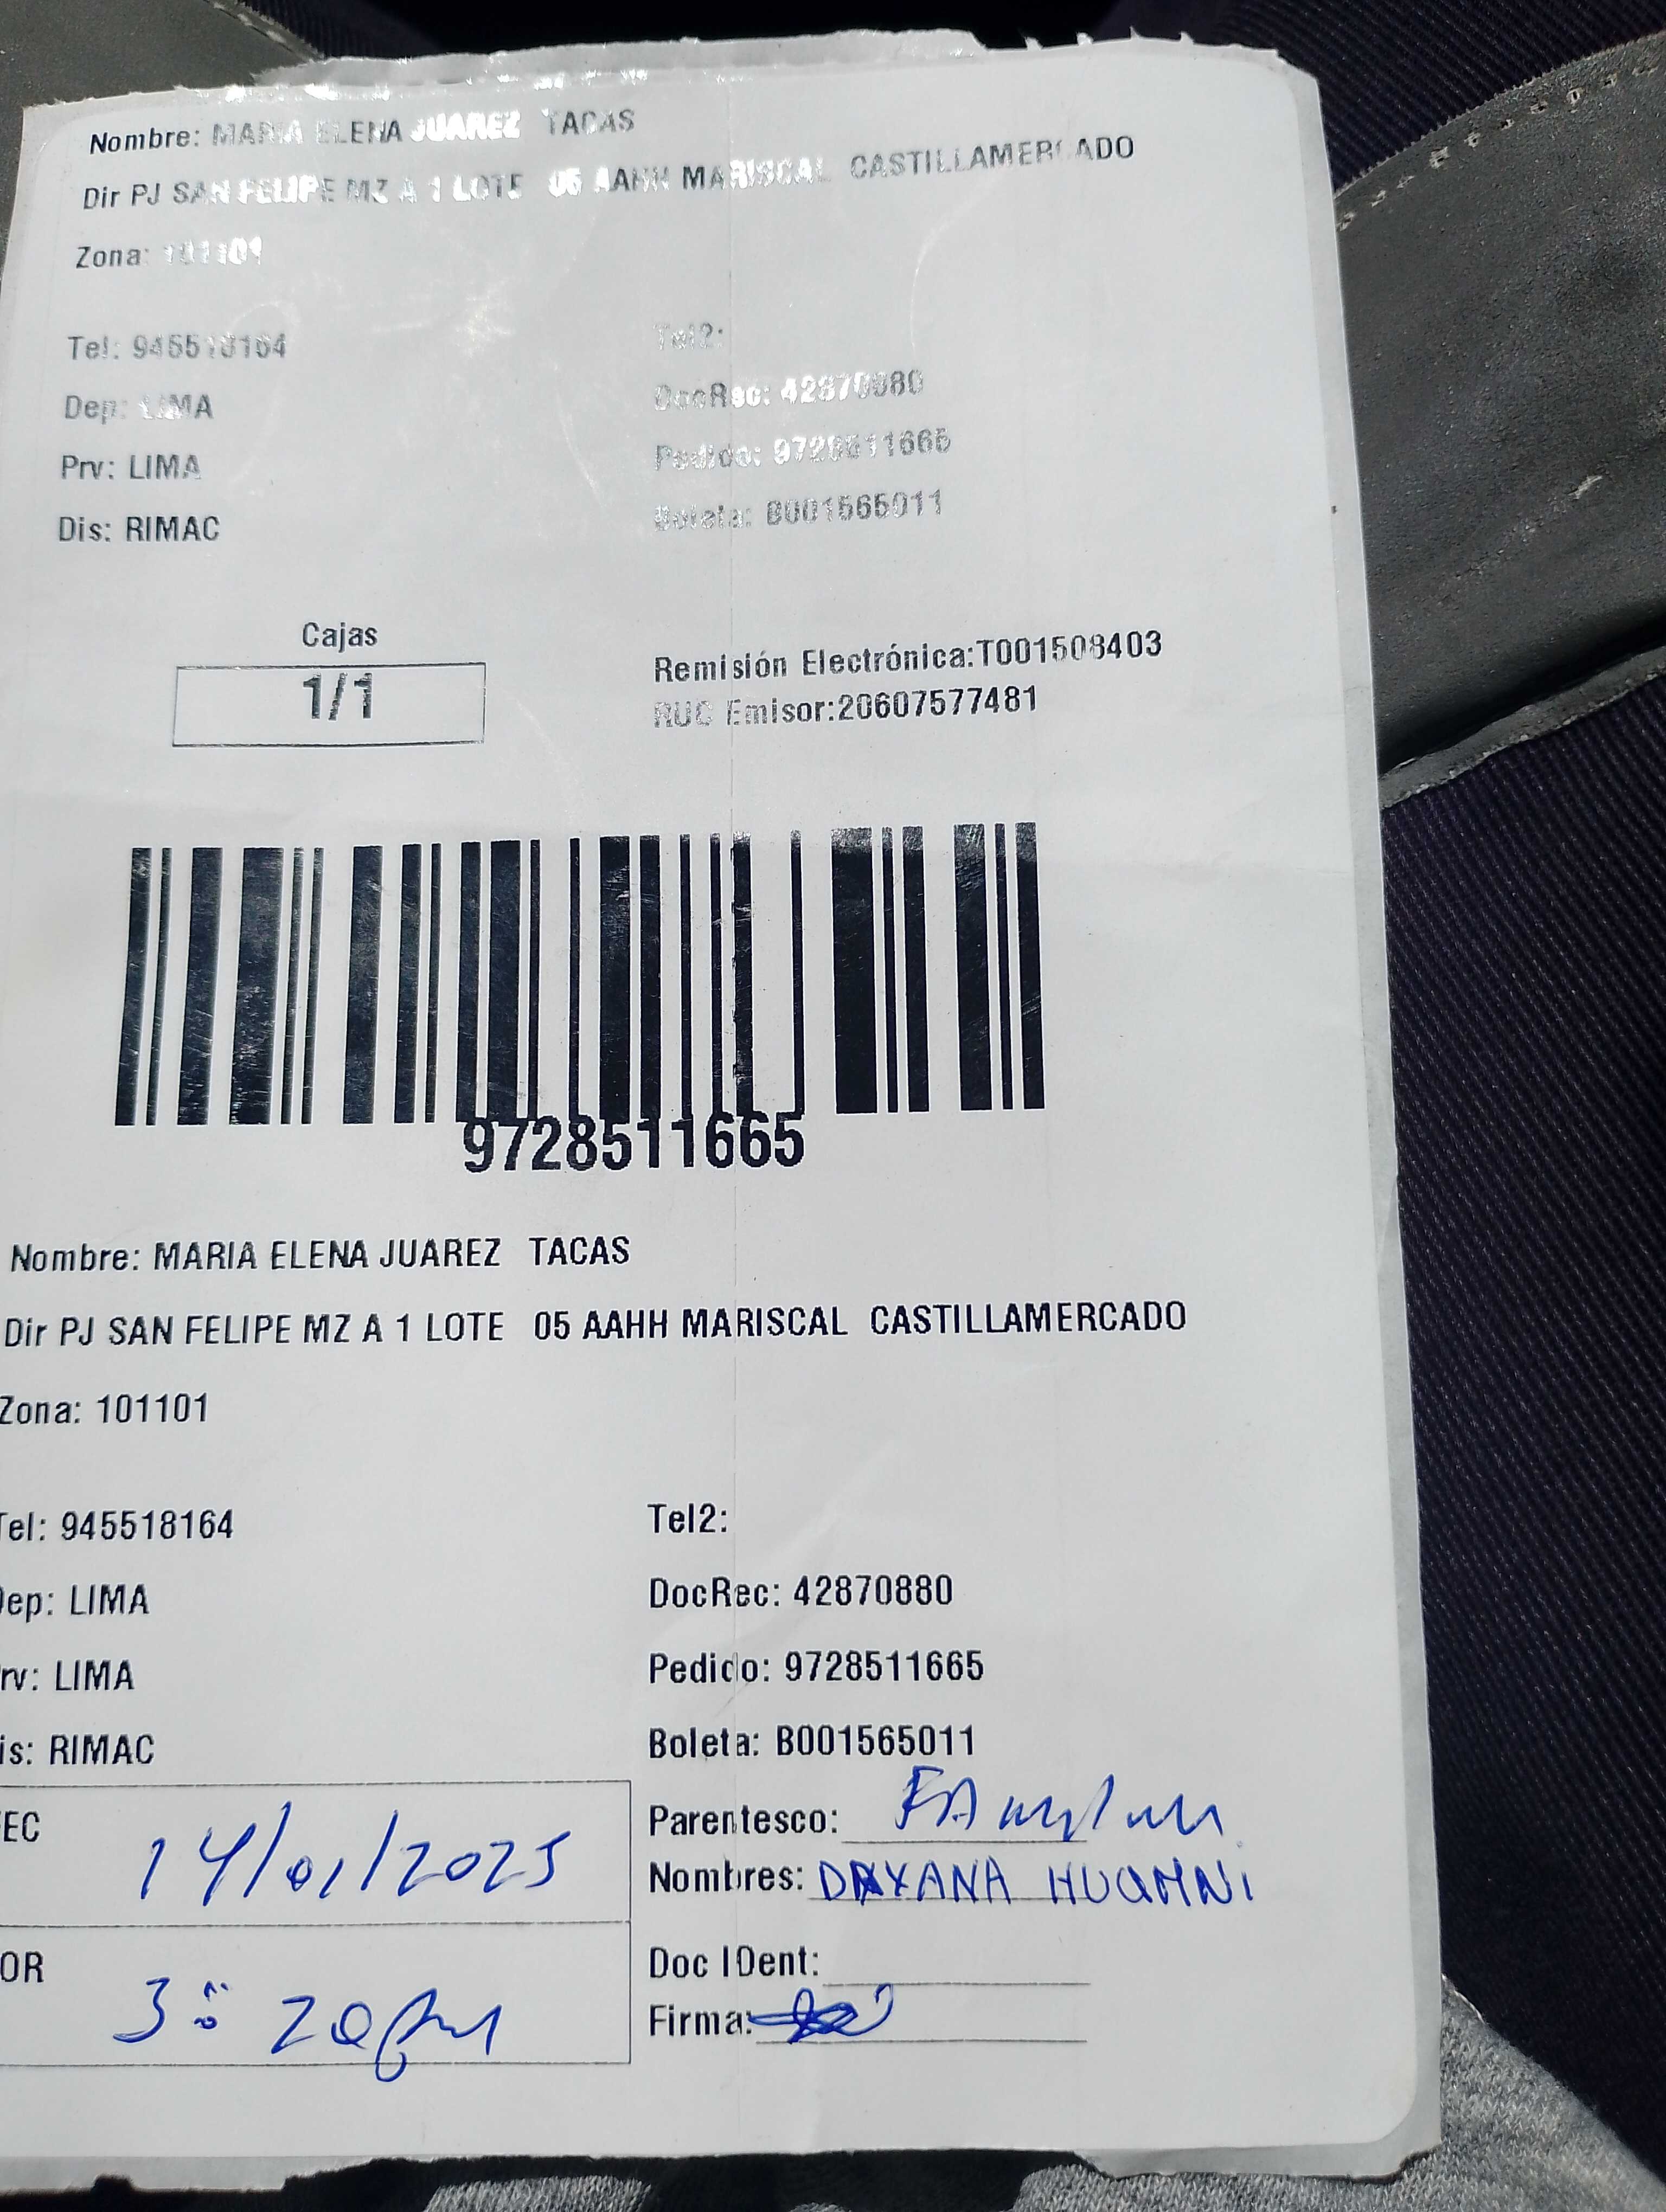 Nombre: MARIA ELENA JUAREZ TACAS
Dir PJ SAN FELIPE MZ A 1 LOTE 05 AAHH MARISCAL CASTILLAMERCADO
Zona: 101101
Tel: 945518164
Tel2:
Dep: LIMA
DocRec: 42870880
Prv: LIMA
Pedido: 9728511665
Dis: RIMAC
Boleta: B001565011
Cajas
1/1
Remisión Electrónica:T001508403
RUC Emisor:20607577481
9728511665
Nombre: MARIA ELENA JUAREZ TACAS
Dir PJ SAN FELIPE MZ A 1 LOTE 05 AAHH MARISCAL CASTILLAMERCADO
Zona: 101101
Tel: 945518164
Tel2:
Dep: LIMA
DocRec: 42870880
rv: LIMA
Pedido: 9728511665
is: RIMAC
Boleta: B001565011
EC 14/01/2025
Parentesco:
Nombres: DAYANA HUAMNI
OR
Doc IDent:
Firma: